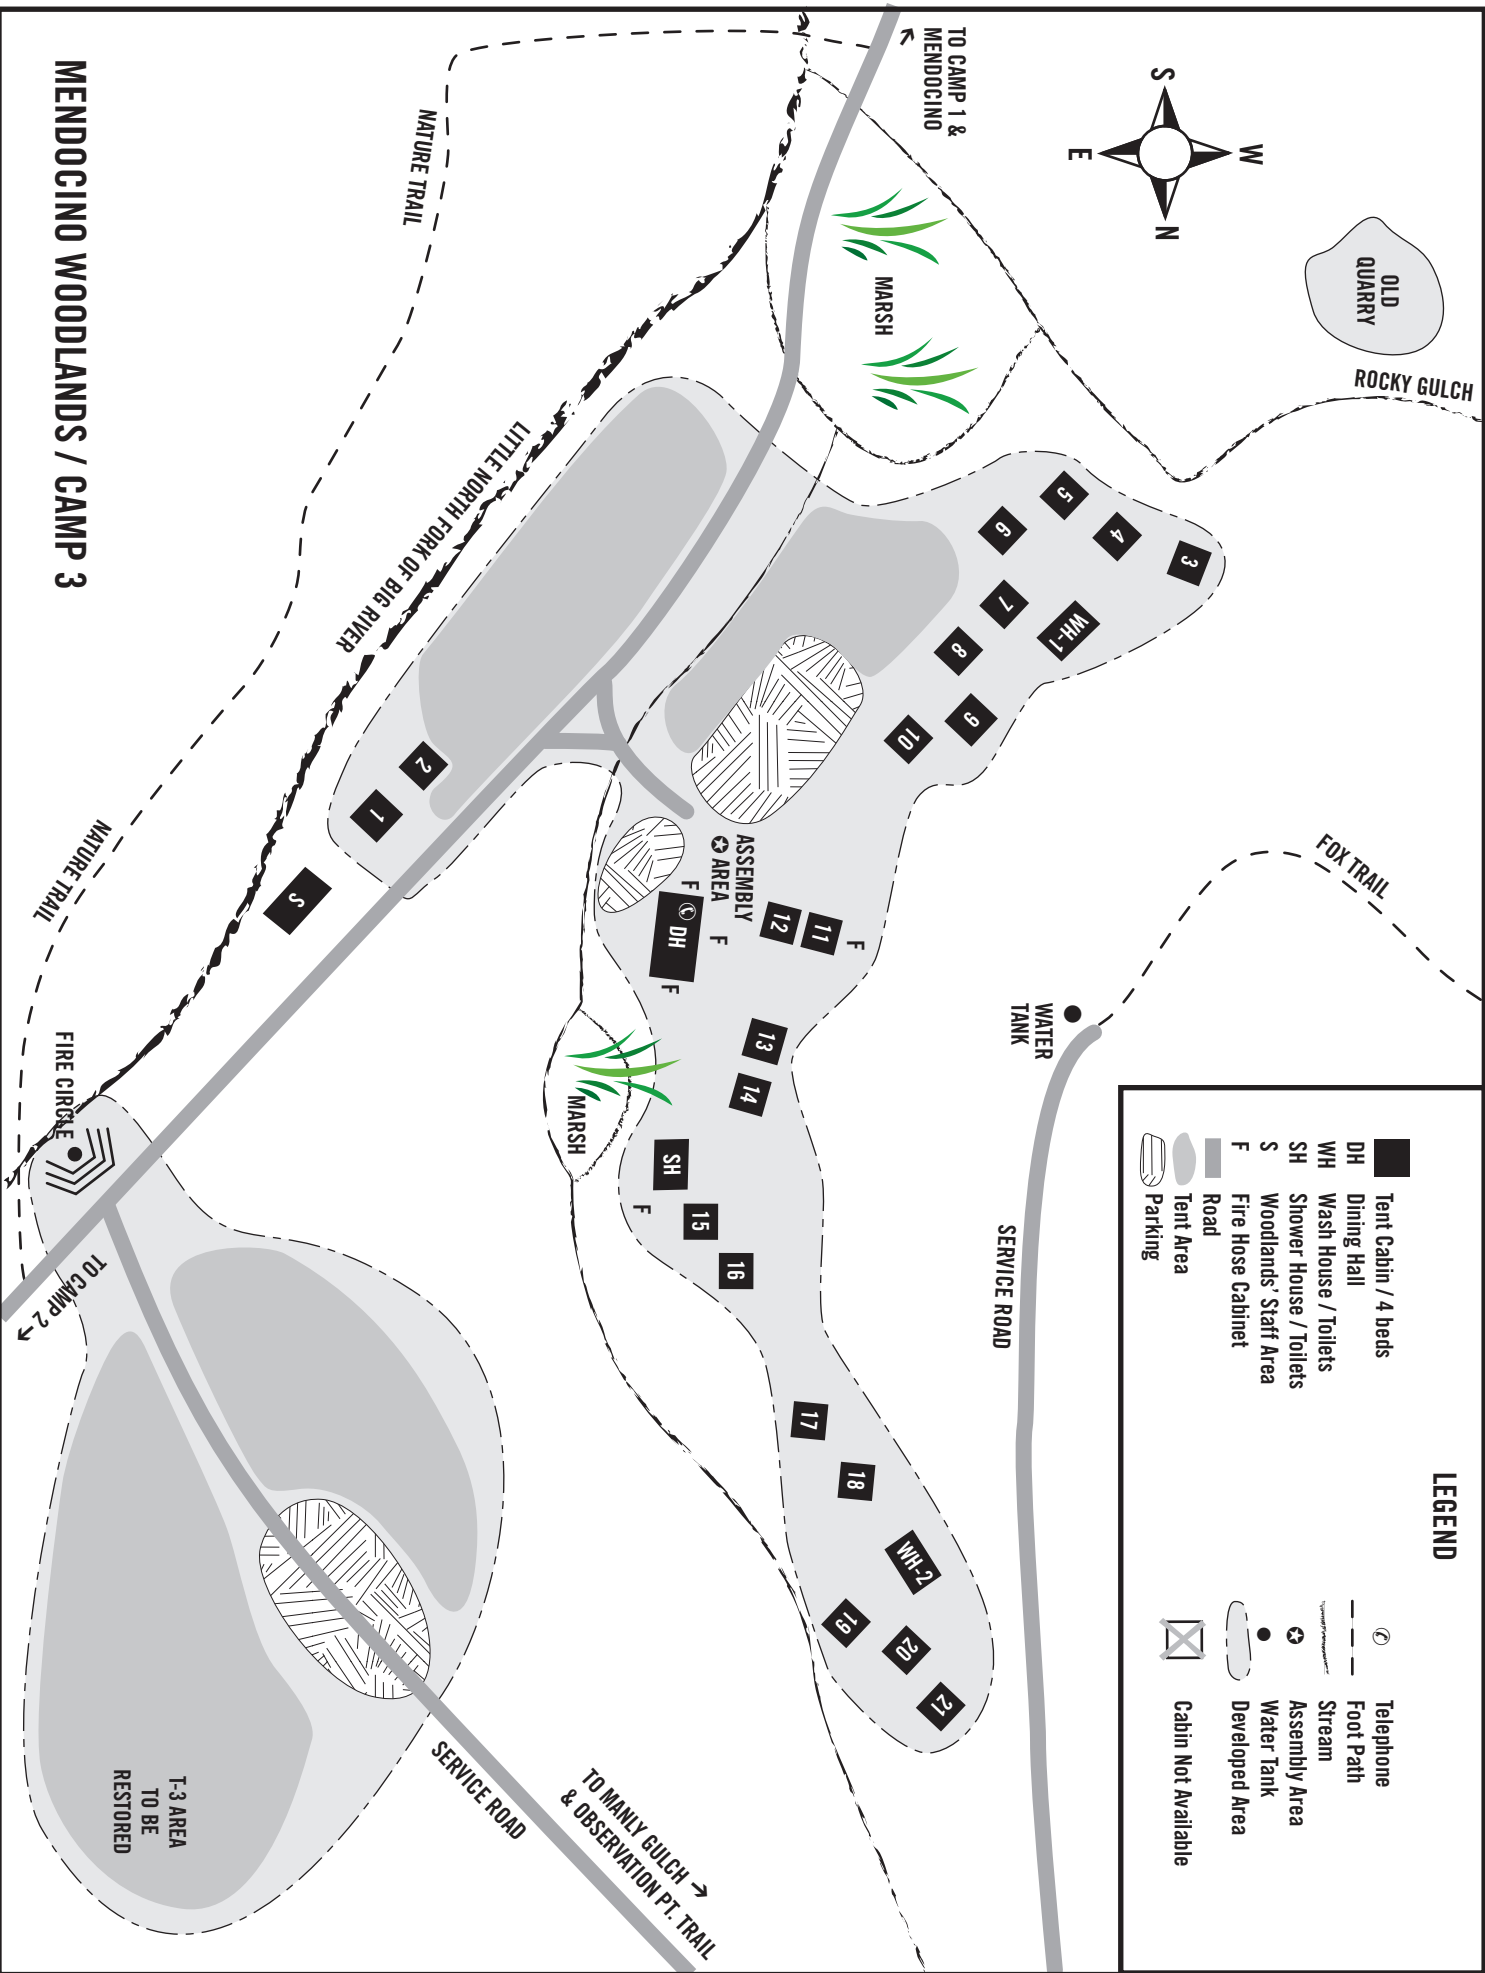 MENDOCINO WOODLANDS / CAMP 3
S
W
E
N
OLD
QUARRY
ROCKY GULCH
TO CAMP 1 &
MENDOCINO
MARSH
NATURE TRAIL
LITTLE NORTH FORK OF BIG RIVER
5
4
3
6
7
WH-1
8
9
10
2
1
S
NATURE TRAIL
FOX TRAIL
WATER
TANK
SERVICE ROAD
ASSEMBLY
AREA
F
DH
F
F
12
11
F
13
14
MARSH
SH
F
15
16
17
18
WH-2
19
20
21
FIRE CIRCLE
TO CAMP 2
SERVICE ROAD
TO MANLY GULCH
& OBSERVATION PT. TRAIL
T-3 AREA
TO BE
RESTORED
LEGEND
Tent Cabin / 4 beds
DH Dining Hall
WH Wash House / Toilets
SH Shower House / Toilets
S Woodlands' Staff Area
F Fire Hose Cabinet
Road
Tent Area
Parking
Telephone
Foot Path
Stream
Assembly Area
Water Tank
Developed Area
Cabin Not Available